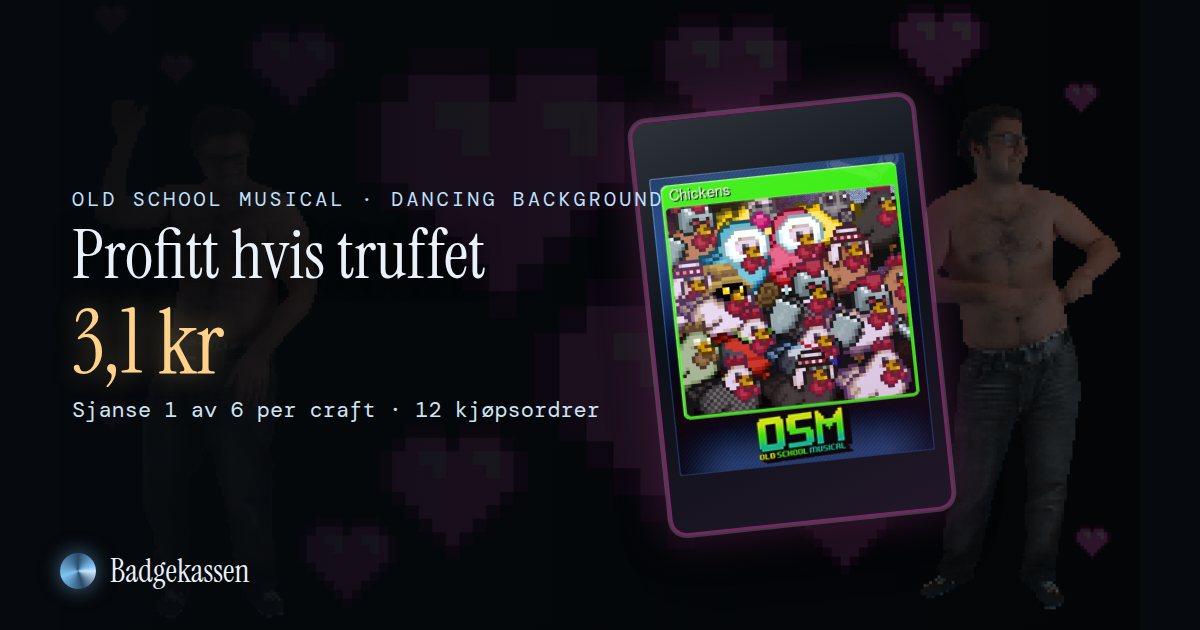 OLD SCHOOL MUSICAL · DANCING BACKGROUND
Profitt hvis truffet
3,1 kr
Sjanse 1 av 6 per craft · 12 kjøpsordrer
Chickens
OSM
OLD SCHOOL MUSICAL
Badgekassen